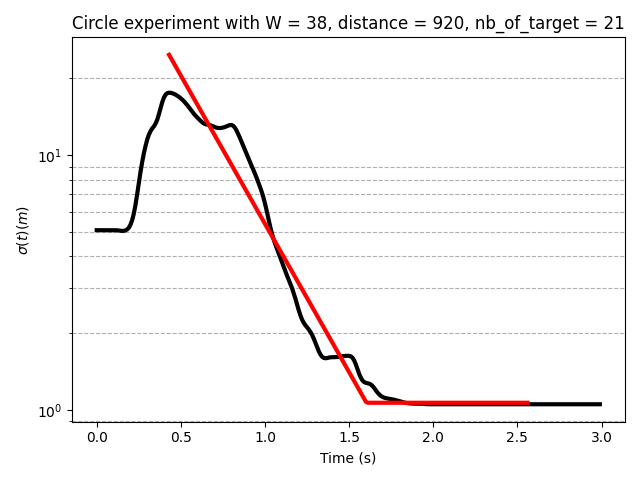 Circle experiment with W = 38, distance = 920, nb_of_target = 21
σ(t)(m)
10¹
10⁰
0.0 0.5 1.0 1.5 2.0 2.5 3.0
Time (s)